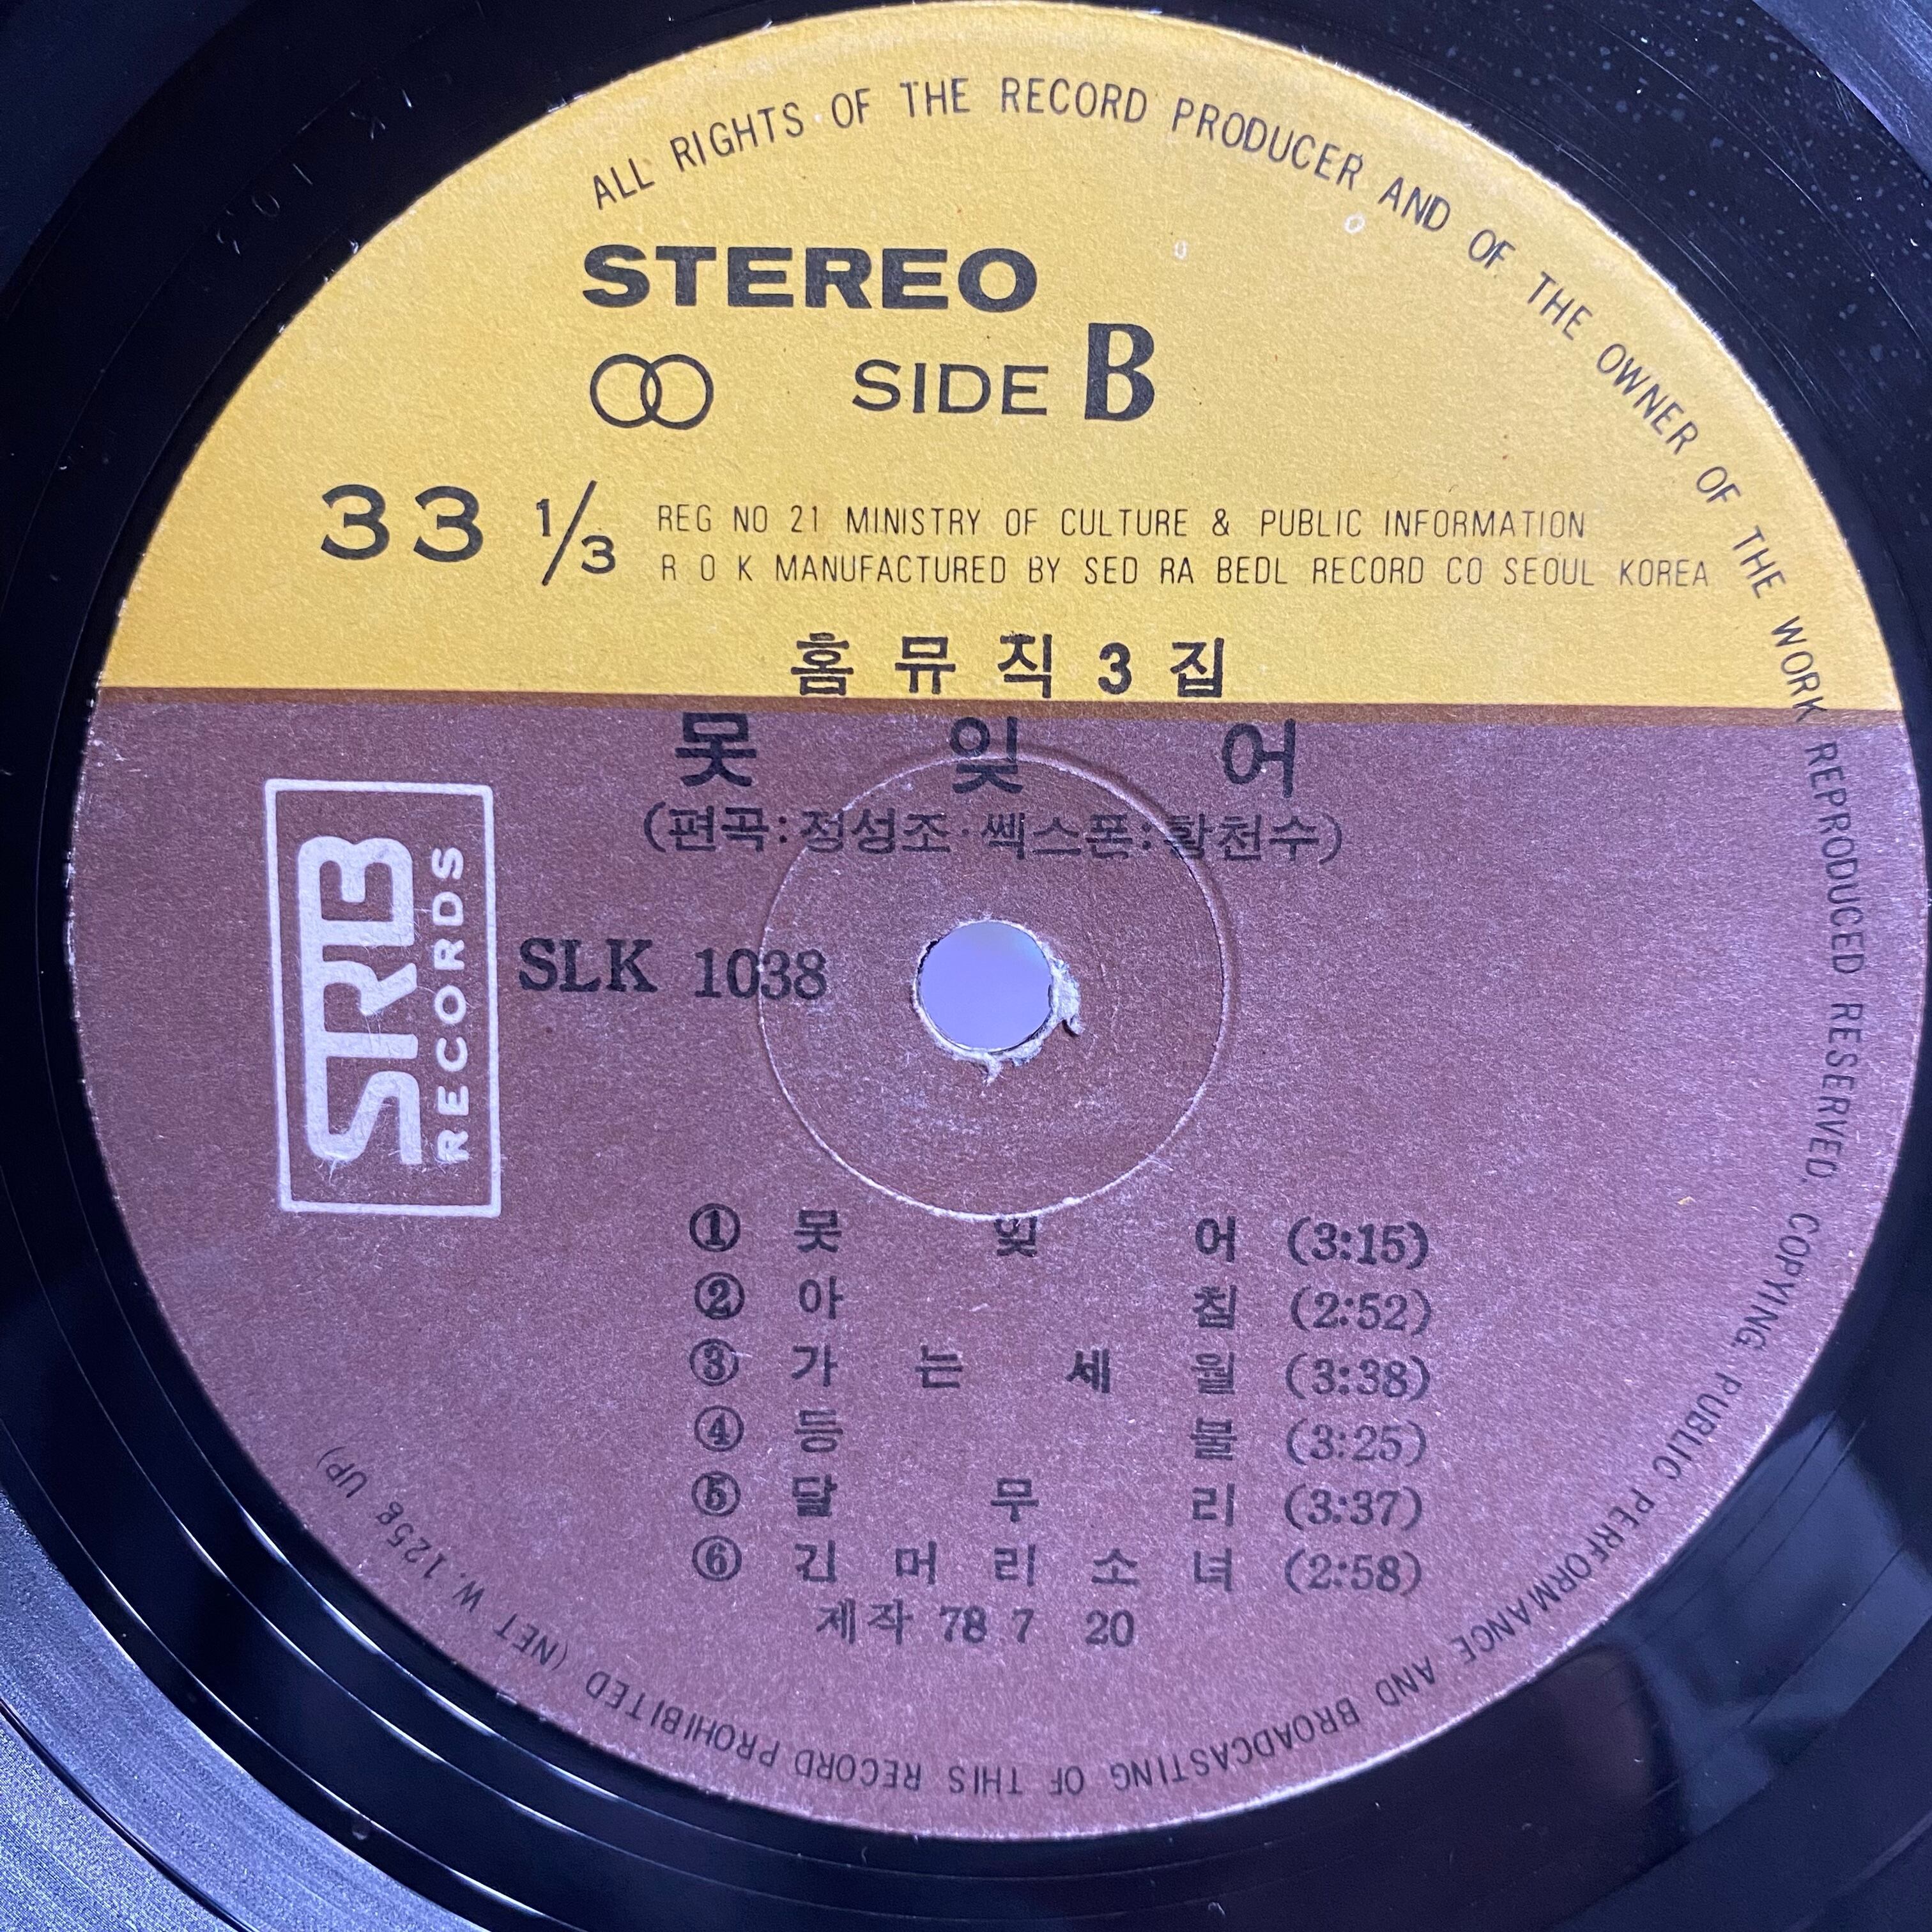 ALL RIGHTS OF THE RECORD PRODUCER AND OF THE OWNER OF THE WORK REPRODUCED RESERVED. COPYING. PUBLIC PERFORMANCE AND BROADCASTING OF THIS RECORD PROHIBITED (NET W. 125g UP)
STEREO
SIDE B
33 1/3
REG NO 21 MINISTRY OF CULTURE & PUBLIC INFORMATION
R O K MANUFACTURED BY SED RA BEDL RECORD CO SEOUL KOREA
홈 뮤 직 3 집
못 잊 어
(편곡:정성조·쎅스폰:황천수)
SRB RECORDS
SLK 1038
① 못 잊 어 (3:15)
② 아 침 (2:52)
③ 가 는 세 월 (3:38)
④ 등 불 (3:25)
⑤ 달 무 리 (3:37)
⑥ 긴 머 리 소 녀 (2:58)
제작 78 7 20